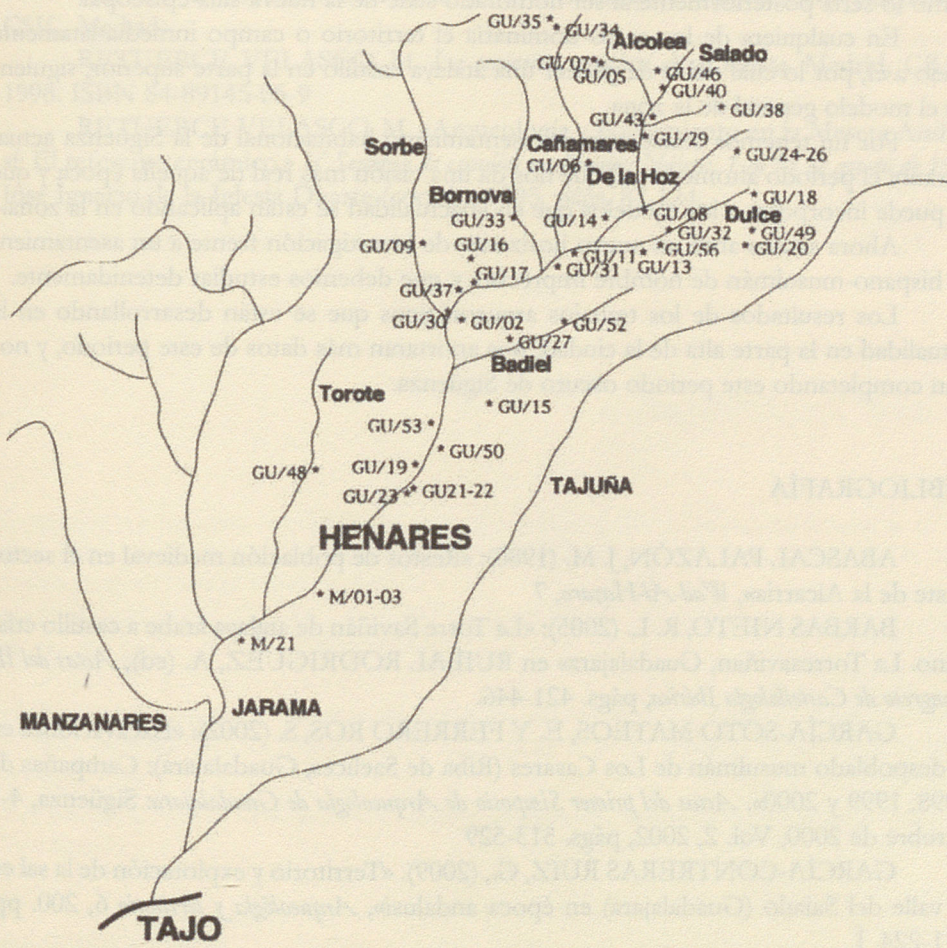 GU/35 * * GU/34
Alcolea
Salado
GU/07 *
GU/05
* GU/46
* GU/40
* GU/38
GU/43 *
Sorbe
Cañamares
* GU/29
GU/06 *
De la Hoz
* GU/24-26
Bornova
* GU/18
GU/33 *
GU/14 *
* GU/08
Dulce
* GU/32
* GU/49
GU/09 *
GU/16
*
* GU/11
* GU/56
* GU/20
GU/17
GU/31
GU/13
GU/37 *
GU/30
* GU/02
* GU/52
* GU/27
Badiel
Torote
* GU/15
GU/53 *
* GU/50
GU/48 *
GU/19 *
TAJUÑA
GU/23 * * GU21-22
HENARES
* M/01-03
* M/21
MANZANARES
JARAMA
TAJO